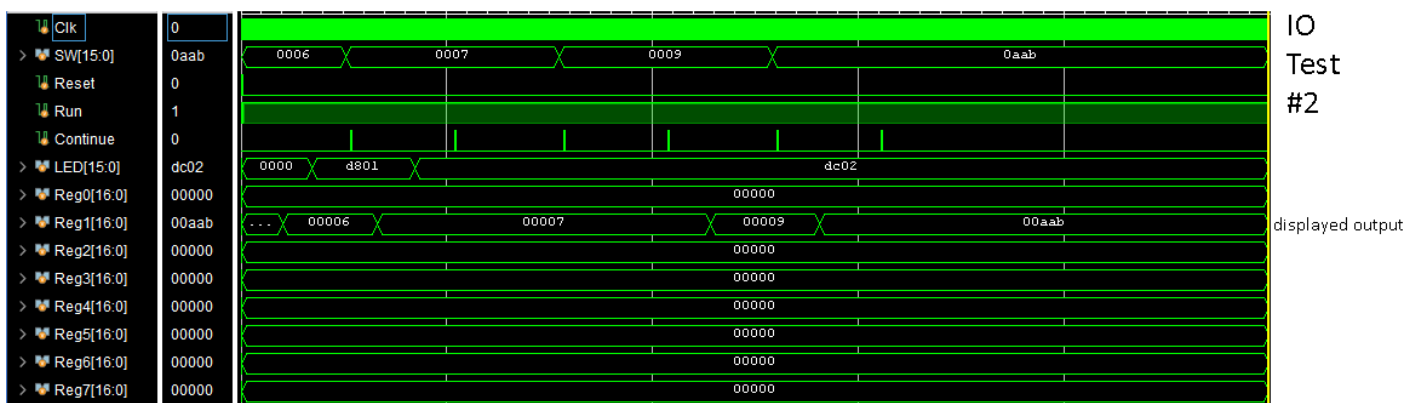 Clk 0
SW[15:0] 0aab 0006 0007 0009 0aab
Reset 0
Run 1
Continue 0
LED[15:0] dc02 0000 d801 dc02
Reg0[16:0] 00000 00000
Reg1[16:0] 00aab ... 00006 00007 00009 00aab
Reg2[16:0] 00000 00000
Reg3[16:0] 00000 00000
Reg4[16:0] 00000 00000
Reg5[16:0] 00000 00000
Reg6[16:0] 00000 00000
Reg7[16:0] 00000 00000
IO
Test
#2
displayed output